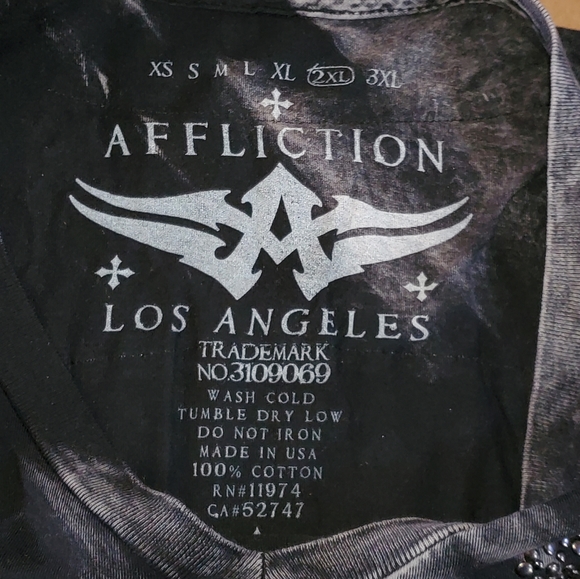 XS S M L XL 2XL 3XL
AFFLICTION
A
LOS ANGELES
TRADEMARK
NO.3109069
WASH COLD
TUMBLE DRY LOW
DO NOT IRON
MADE IN USA
100% COTTON
RN#11974
CA#52747